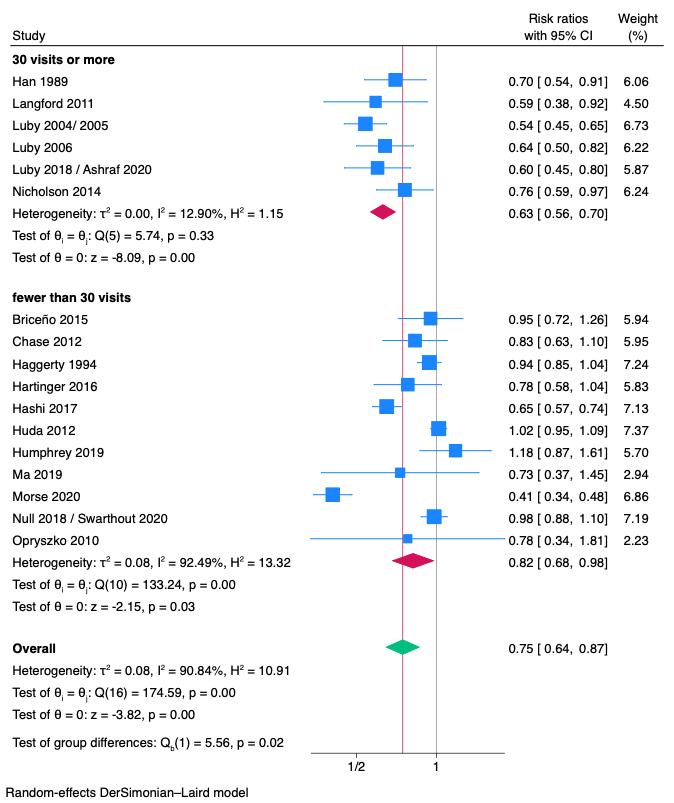 Risk ratios Weight
Study with 95% CI (%)
30 visits or more
Han 1989 0.70 [ 0.54, 0.91] 6.06
Langford 2011 0.59 [ 0.38, 0.92] 4.50
Luby 2004/ 2005 0.54 [ 0.45, 0.65] 6.73
Luby 2006 0.64 [ 0.50, 0.82] 6.22
Luby 2018 / Ashraf 2020 0.60 [ 0.45, 0.80] 5.87
Nicholson 2014 0.76 [ 0.59, 0.97] 6.24
Heterogeneity: τ² = 0.00, I² = 12.90%, H² = 1.15 0.63 [ 0.56, 0.70]
Test of θᵢ = θⱼ: Q(5) = 5.74, p = 0.33
Test of θ = 0: z = -8.09, p = 0.00
fewer than 30 visits
Briceño 2015 0.95 [ 0.72, 1.26] 5.94
Chase 2012 0.83 [ 0.63, 1.10] 5.95
Haggerty 1994 0.94 [ 0.85, 1.04] 7.24
Hartinger 2016 0.78 [ 0.58, 1.04] 5.83
Hashi 2017 0.65 [ 0.57, 0.74] 7.13
Huda 2012 1.02 [ 0.95, 1.09] 7.37
Humphrey 2019 1.18 [ 0.87, 1.61] 5.70
Ma 2019 0.73 [ 0.37, 1.45] 2.94
Morse 2020 0.41 [ 0.34, 0.48] 6.86
Null 2018 / Swarthout 2020 0.98 [ 0.88, 1.10] 7.19
Opryszko 2010 0.78 [ 0.34, 1.81] 2.23
Heterogeneity: τ² = 0.08, I² = 92.49%, H² = 13.32 0.82 [ 0.68, 0.98]
Test of θᵢ = θⱼ: Q(10) = 133.24, p = 0.00
Test of θ = 0: z = -2.15, p = 0.03
Overall 0.75 [ 0.64, 0.87]
Heterogeneity: τ² = 0.08, I² = 90.84%, H² = 10.91
Test of θᵢ = θⱼ: Q(16) = 174.59, p = 0.00
Test of θ = 0: z = -3.82, p = 0.00
Test of group differences: Q_b(1) = 5.56, p = 0.02
1/2 1
Random-effects DerSimonian–Laird model